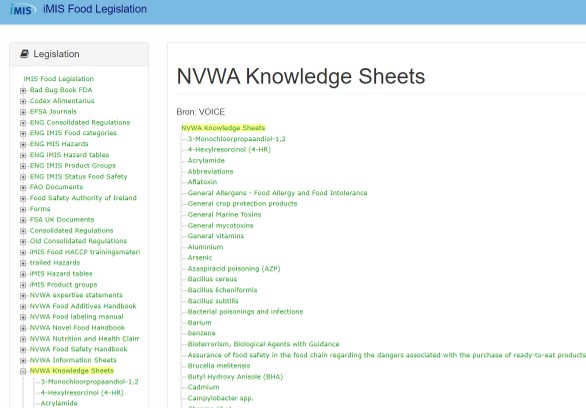 iMIS iMIS Food Legislation
Legislation
iMIS Food Legislation
Bad Bug Book FDA
Codex Alimentarius
EFSA Journals
ENG Consolidated Regulations
ENG IMIS Food categories
ENG MIS Hazards
ENG iMIS Hazard tables
ENG IMIS Product Groups
ENG IMIS Status Food Safety
FAO Documents
Food Safety Authority of Ireland
Forms
FSA UK Documents
Consolidated Regulations
Old Consolidated Regulations
iMIS Food HACCP trainingsmateri
trailed Hazards
iMIS Hazard tables
iMIS Product groups
NVWA expertise statements
NVWA Food Additives Handbook
NVWA Food labeling manual
NVWA Novel Food Handbook
NVWA Nutrition and Health Claim
NVWA Food Safety Handbook
NVWA Information Sheets
NVWA Knowledge Sheets
3-Monochloorpropaandiol-1,2
4-Hexylresorcinol (4-HR)
Acrylamide
NVWA Knowledge Sheets
Bron: VOICE
NVWA Knowledge Sheets
3-Monochloorpropaandiol-1,2
4-Hexylresorcinol (4-HR)
Acrylamide
Abbreviations
Aflatoxin
General Allergens - Food Allergy and Food Intolerance
General crop protection products
General Marine Toxins
General mycotoxins
General vitamins
Aluminium
Arsenic
Azaspiracid poisoning (AZP)
Bacillus cereus
Bacillus licheniformis
Bacillus subtilis
Bacterial poisonings and infections
Barium
benzene
Bioterrorism, Biological Agents with Guidance
Assurance of food safety in the food chain regarding the dangers associated with the purchase of ready-to-eat products
Brucella melitensis
Butyl Hydroxy Anisole (BHA)
Cadmium
Campylobacter spp.